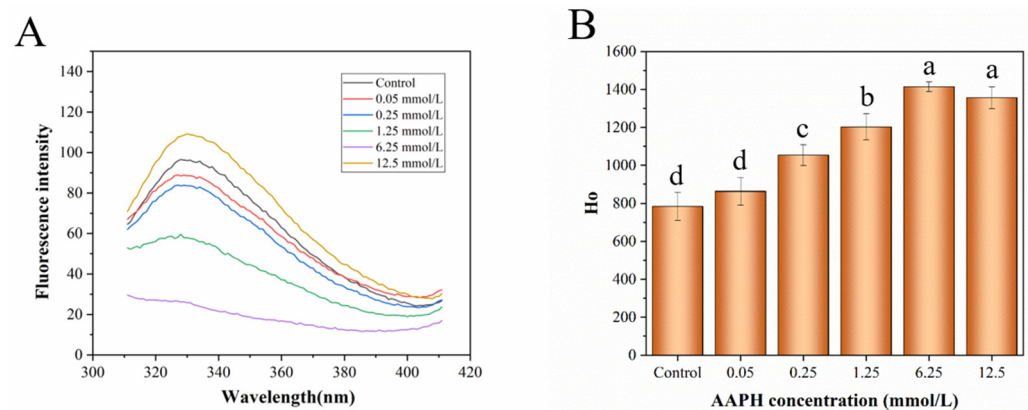 A
Fluorescence intensity
140
120
100
80
60
40
20
0
Control
0.05 mmol/L
0.25 mmol/L
1.25 mmol/L
6.25 mmol/L
12.5 mmol/L
300 320 340 360 380 400 420
Wavelength(nm)
B
Ho
1600
1400
1200
1000
800
600
400
200
0
d d c b a a
Control 0.05 0.25 1.25 6.25 12.5
AAPH concentration (mmol/L)